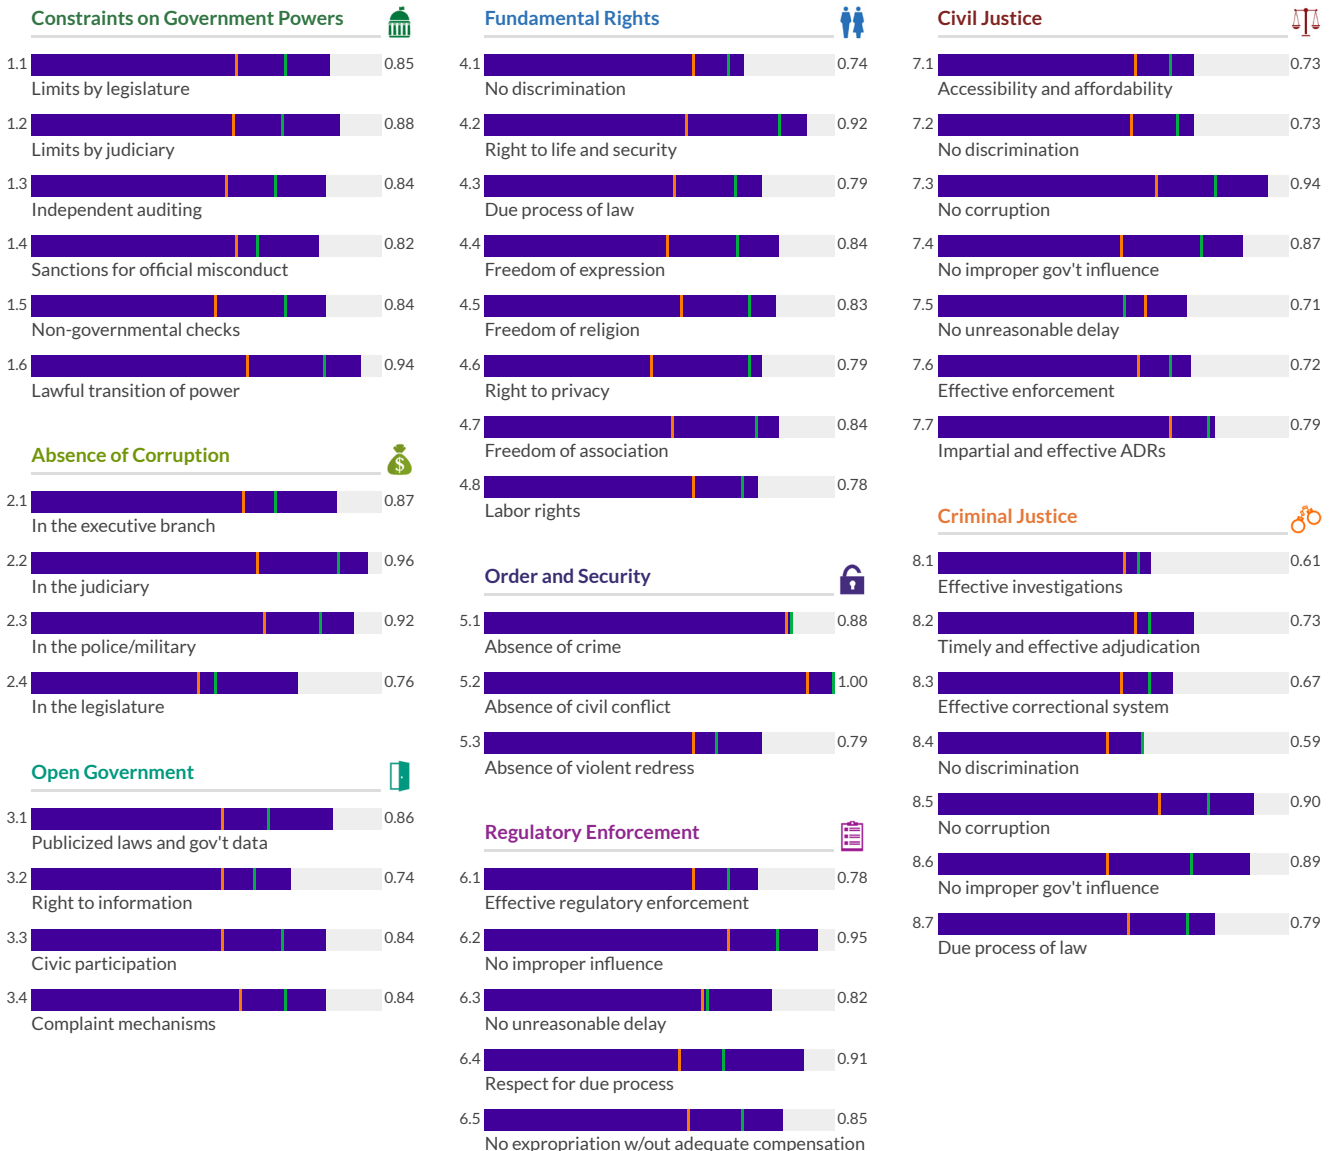 Constraints on Government Powers
1.1 0.85
Limits by legislature
1.2 0.88
Limits by judiciary
1.3 0.84
Independent auditing
1.4 0.82
Sanctions for official misconduct
1.5 0.84
Non-governmental checks
1.6 0.94
Lawful transition of power
Absence of Corruption
$
2.1 0.87
In the executive branch
2.2 0.96
In the judiciary
2.3 0.92
In the police/military
2.4 0.76
In the legislature
Open Government
3.1 0.86
Publicized laws and gov't data
3.2 0.74
Right to information
3.3 0.84
Civic participation
3.4 0.84
Complaint mechanisms
Fundamental Rights
4.1 0.74
No discrimination
4.2 0.92
Right to life and security
4.3 0.79
Due process of law
4.4 0.84
Freedom of expression
4.5 0.83
Freedom of religion
4.6 0.79
Right to privacy
4.7 0.84
Freedom of association
4.8 0.78
Labor rights
Order and Security
5.1 0.88
Absence of crime
5.2 1.00
Absence of civil conflict
5.3 0.79
Absence of violent redress
Regulatory Enforcement
6.1 0.78
Effective regulatory enforcement
6.2 0.95
No improper influence
6.3 0.82
No unreasonable delay
6.4 0.91
Respect for due process
6.5 0.85
No expropriation w/out adequate compensation
Civil Justice
7.1 0.73
Accessibility and affordability
7.2 0.73
No discrimination
7.3 0.94
No corruption
7.4 0.87
No improper gov't influence
7.5 0.71
No unreasonable delay
7.6 0.72
Effective enforcement
7.7 0.79
Impartial and effective ADRs
Criminal Justice
8.1 0.61
Effective investigations
8.2 0.73
Timely and effective adjudication
8.3 0.67
Effective correctional system
8.4 0.59
No discrimination
8.5 0.90
No corruption
8.6 0.89
No improper gov't influence
8.7 0.79
Due process of law